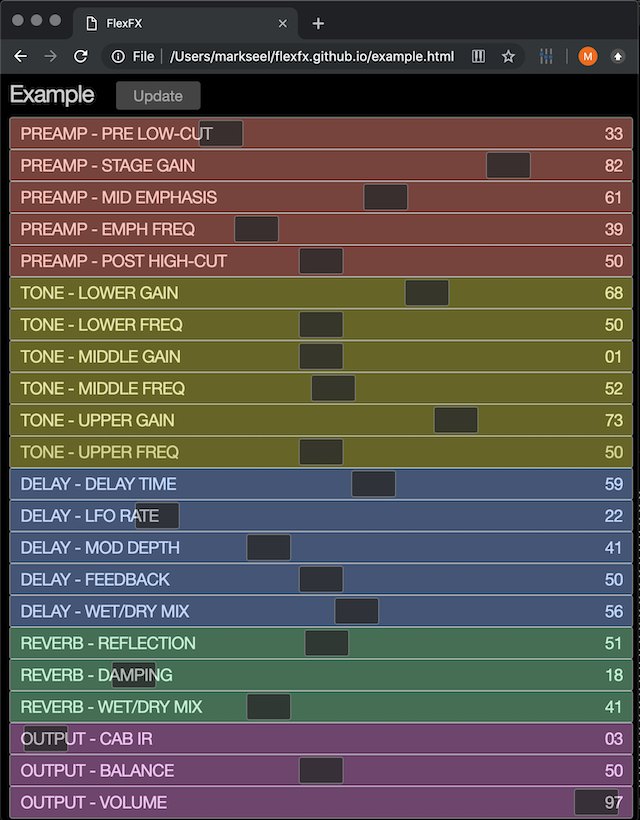 FlexFX
File /Users/markseel/flexfx.github.io/example.html M
Example Update
PREAMP - PRE LOW-CUT 33
PREAMP - STAGE GAIN 82
PREAMP - MID EMPHASIS 61
PREAMP - EMPH FREQ 39
PREAMP - POST HIGH-CUT 50
TONE - LOWER GAIN 68
TONE - LOWER FREQ 50
TONE - MIDDLE GAIN 01
TONE - MIDDLE FREQ 52
TONE - UPPER GAIN 73
TONE - UPPER FREQ 50
DELAY - DELAY TIME 59
DELAY - LFO RATE 22
DELAY - MOD DEPTH 41
DELAY - FEEDBACK 50
DELAY - WET/DRY MIX 56
REVERB - REFLECTION 51
REVERB - DAMPING 18
REVERB - WET/DRY MIX 41
OUTPUT - CAB IR 03
OUTPUT - BALANCE 50
OUTPUT - VOLUME 97